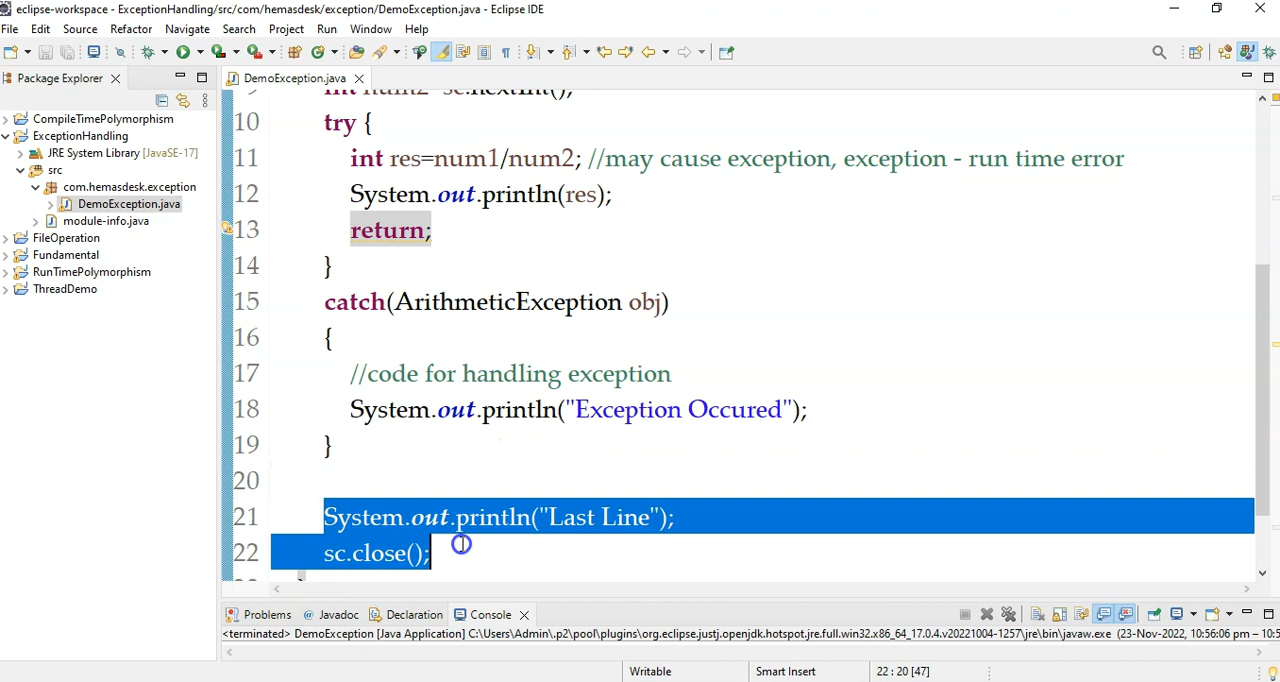 eclipse-workspace - ExceptionHandling/src/com/hemasdesk/exception/DemoException.java - Eclipse IDE
File Edit Source Refactor Navigate Search Project Run Window Help
Package Explorer
DemoException.java
CompileTimePolymorphism
ExceptionHandling
JRE System Library [JavaSE-17]
src
com.hemasdesk.exception
DemoException.java
module-info.java
FileOperation
Fundamental
RunTimePolymorphism
ThreadDemo
10 try {
11 int res=num1/num2; //may cause exception, exception - run time error
12 System.out.println(res);
13 return;
14 }
15 catch(ArithmeticException obj)
16 {
17 //code for handling exception
18 System.out.println("Exception Occured");
19 }
20
21 System.out.println("Last Line");
22 sc.close();
Problems Javadoc Declaration Console
<terminated> DemoException [Java Application] C:\Users\Admin\.p2\pool\plugins\org.eclipse.justj.openjdk.hotspot.jre.full.win32.x86_64_17.0.4.v20221004-1257\jre\bin\javaw.exe (23-Nov-2022, 10:56:06 pm – 10:5
Writable Smart Insert 22 : 20 [47]